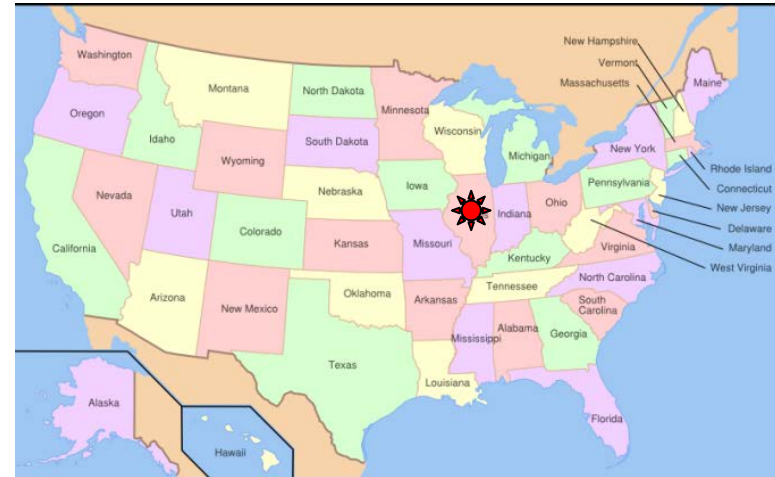 New Hampshire
Vermont
Massachusetts
Washington
Montana
North Dakota
Minnesota
Maine
Oregon
Idaho
South Dakota
Wisconsin
Michigan
New York
Wyoming
Rhode Island
Connecticut
Nevada
Nebraska
Iowa
Pennsylvania
New Jersey
Utah
Ohio
Indiana
Delaware
California
Colorado
Kansas
Missouri
Kentucky
Virginia
Maryland
West Virginia
Arizona
New Mexico
Oklahoma
Arkansas
Tennessee
North Carolina
South
Carolina
Mississippi
Alabama
Georgia
Texas
Louisiana
Florida
Alaska
Hawaii